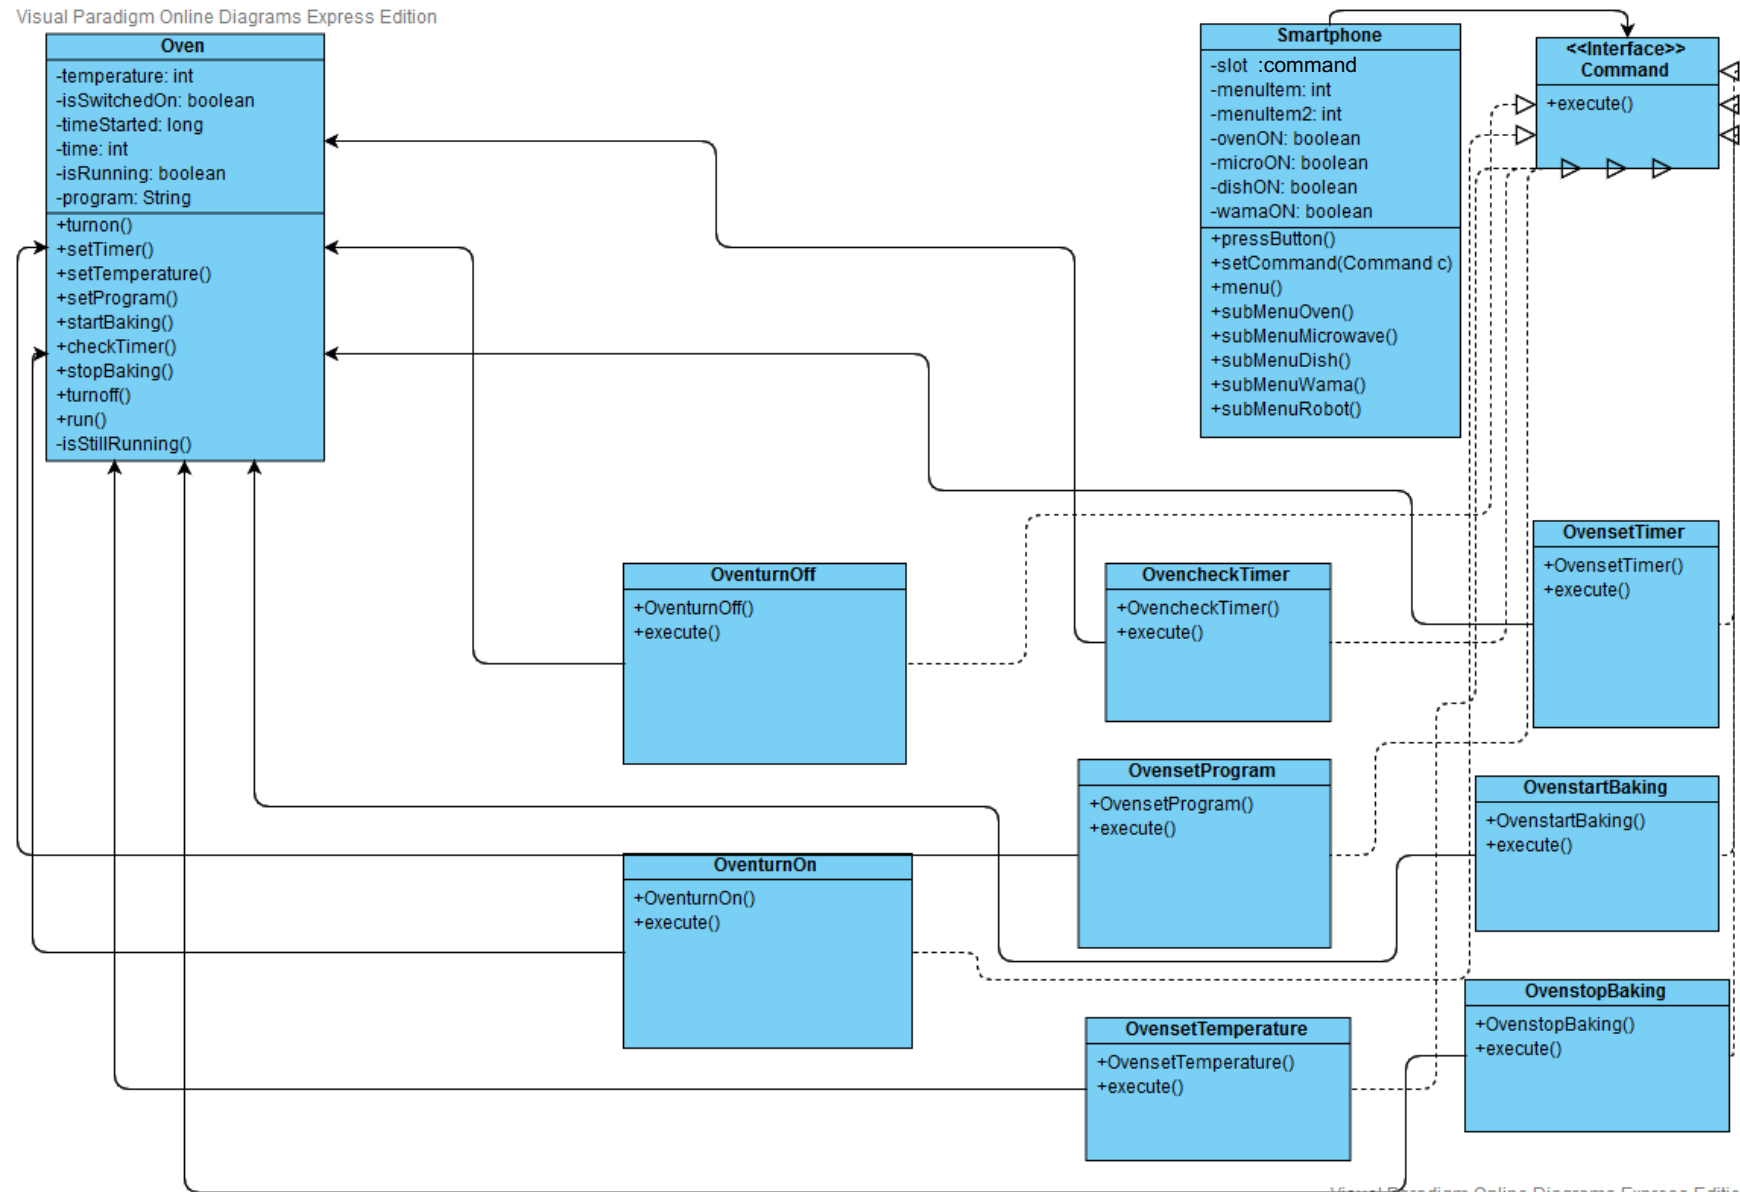 Visual Paradigm Online Diagrams Express Edition
Oven
-temperature: int
-isSwitchedOn: boolean
-timeStarted: long
-time: int
-isRunning: boolean
-program: String
+turnon()
+setTimer()
+setTemperature()
+setProgram()
+startBaking()
+checkTimer()
+stopBaking()
+turnoff()
+run()
-isStillRunning()
Smartphone
-slot :command
-menuItem: int
-menuItem2: int
-ovenON: boolean
-microON: boolean
-dishON: boolean
-wamaON: boolean
+pressButton()
+setCommand(Command c)
+menu()
+subMenuOven()
+subMenuMicrowave()
+subMenuDish()
+subMenuWama()
+subMenuRobot()
<<Interface>>
Command
+execute()
OventurnOff
+OventurnOff()
+execute()
OvencheckTimer
+OvencheckTimer()
+execute()
OvensetTimer
+OvensetTimer()
+execute()
OvensetProgram
+OvensetProgram()
+execute()
OvenstartBaking
+OvenstartBaking()
+execute()
OventurnOn
+OventurnOn()
+execute()
OvensetTemperature
+OvensetTemperature()
+execute()
OvenstopBaking
+OvenstopBaking()
+execute()